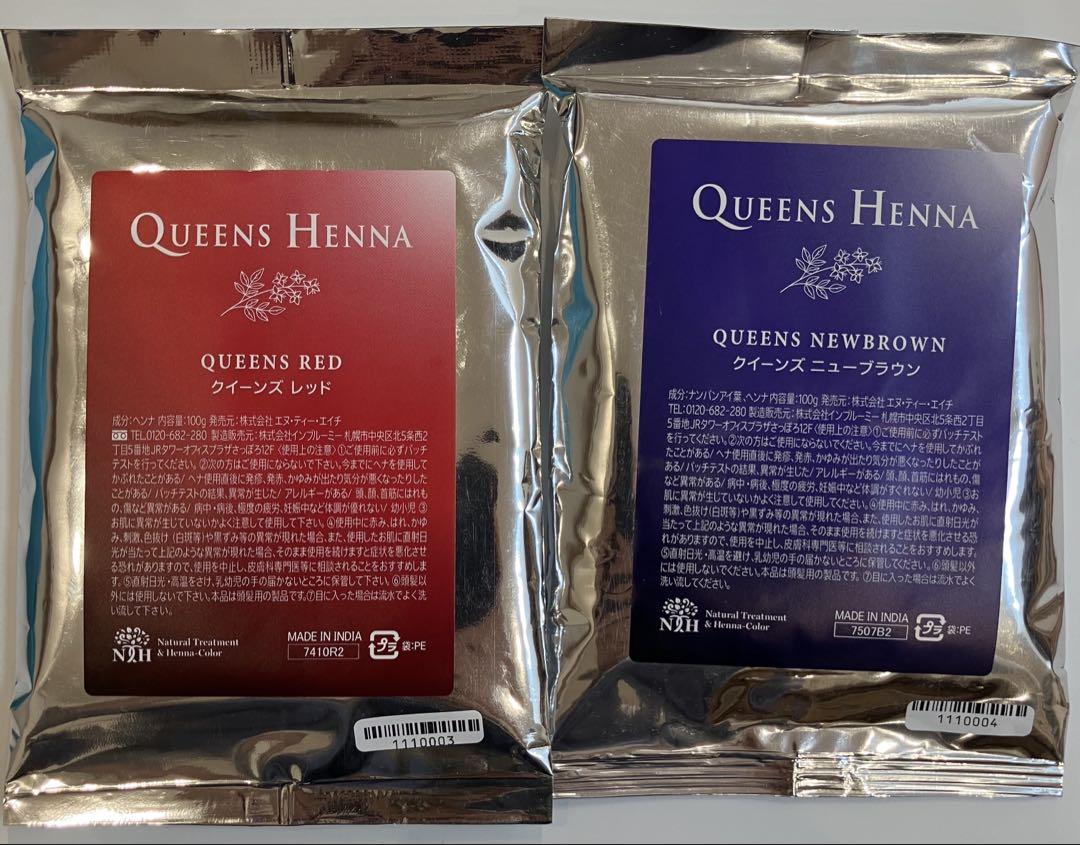 QUEENS HENNA
QUEENS RED
クイーンズ レッド
成分:ヘンナ 内容量:100g 発売元:株式会社 エヌ・ティー・エイチ
TEL.0120-682-280 製造販売元:株式会社インブルーミー 札幌市中央区北5条西2
丁目5番地JRタワーオフィスプラザさっぽろ12F 〈使用上の注意〉①ご使用前に必ずパッチ
テストを行ってください。②次の方はご使用にならないで下さい。今までにヘナを使用して
かぶれたことがある/ ヘナ使用直後に発疹、発赤、かゆみが出たり気分が悪くなったりした
ことがある/ パッチテストの結果、異常が生じた/ アレルギーがある/ 頭、顔、首筋にはれも
の、傷など異常がある/ 病中・病後、極度の疲労、妊娠中など体調が優れない/ 幼小児 ③
お肌に異常が生じていないかよく注意して使用して下さい。④使用中に赤み、はれ、かゆ
み、刺激、色抜け(白斑等)や黒ずみ等の異常が現れた場合、また、使用したお肌に直射日
光が当たって上記のような異常が現れた場合、そのまま使用を続けますと症状を悪化させ
る恐れがありますので、使用を中止し、皮膚科専門医等に相談されることをおすすめしま
す。⑤直射日光・高温をさけ、乳幼児の手の届かないところに保管して下さい。⑥頭髪以
外には使用しないで下さい。本品は頭髪用の製品です。⑦目に入った場合は流水でよく洗
い流して下さい。
NTH
Natural Treatment
& Henna-Color
MADE IN INDIA
7410R2
プラ
袋:PE
1110003
QUEENS HENNA
QUEENS NEWBROWN
クイーンズ ニューブラウン
成分:ナンバンアイ葉、ヘンナ 内容量:100g 発売元:株式会社 エヌ・ティー・エイチ
TEL:0120-682-280 製造販売元:株式会社インブルーミー 札幌市中央区北5条西2丁目
5番地JRタワーオフィスプラザさっぽろ12F〈使用上の注意〉①ご使用前に必ずパッチテスト
を行ってください。②次の方はご使用にならないでください。今までにヘナを使用してかぶれ
たことがある/ヘナ使用直後に発疹、発赤、かゆみが出たり気分が悪くなったりしたことが
ある/パッチテストの結果、異常が生じた/アレルギーがある/頭、顔、首筋にはれもの、傷
など異常がある/ 病中・病後、極度の疲労、妊娠中など体調がすぐれない/ 幼小児 ③お
肌に異常が生じていないかよく注意して使用してください。④使用中に赤み、はれ、かゆみ、
刺激、色抜け(白斑等)や黒ずみ等の異常が現れた場合、また、使用したお肌に直射日光が
当たって上記のような異常が現れた場合、そのまま使用を続けますと症状を悪化させる恐
れがありますので、使用を中止し、皮膚科専門医等に相談されることをおすすめします。
⑤直射日光・高温を避け、乳幼児の手の届かないところに保管してください。⑥頭髪以外
には使用しないでください。本品は頭髪用の製品です。⑦目に入った場合は流水でよく
洗い流してください。
NTH
Natural Treatment
& Henna-Color
MADE IN INDIA
7507B2
プラ
袋:PE
1110004